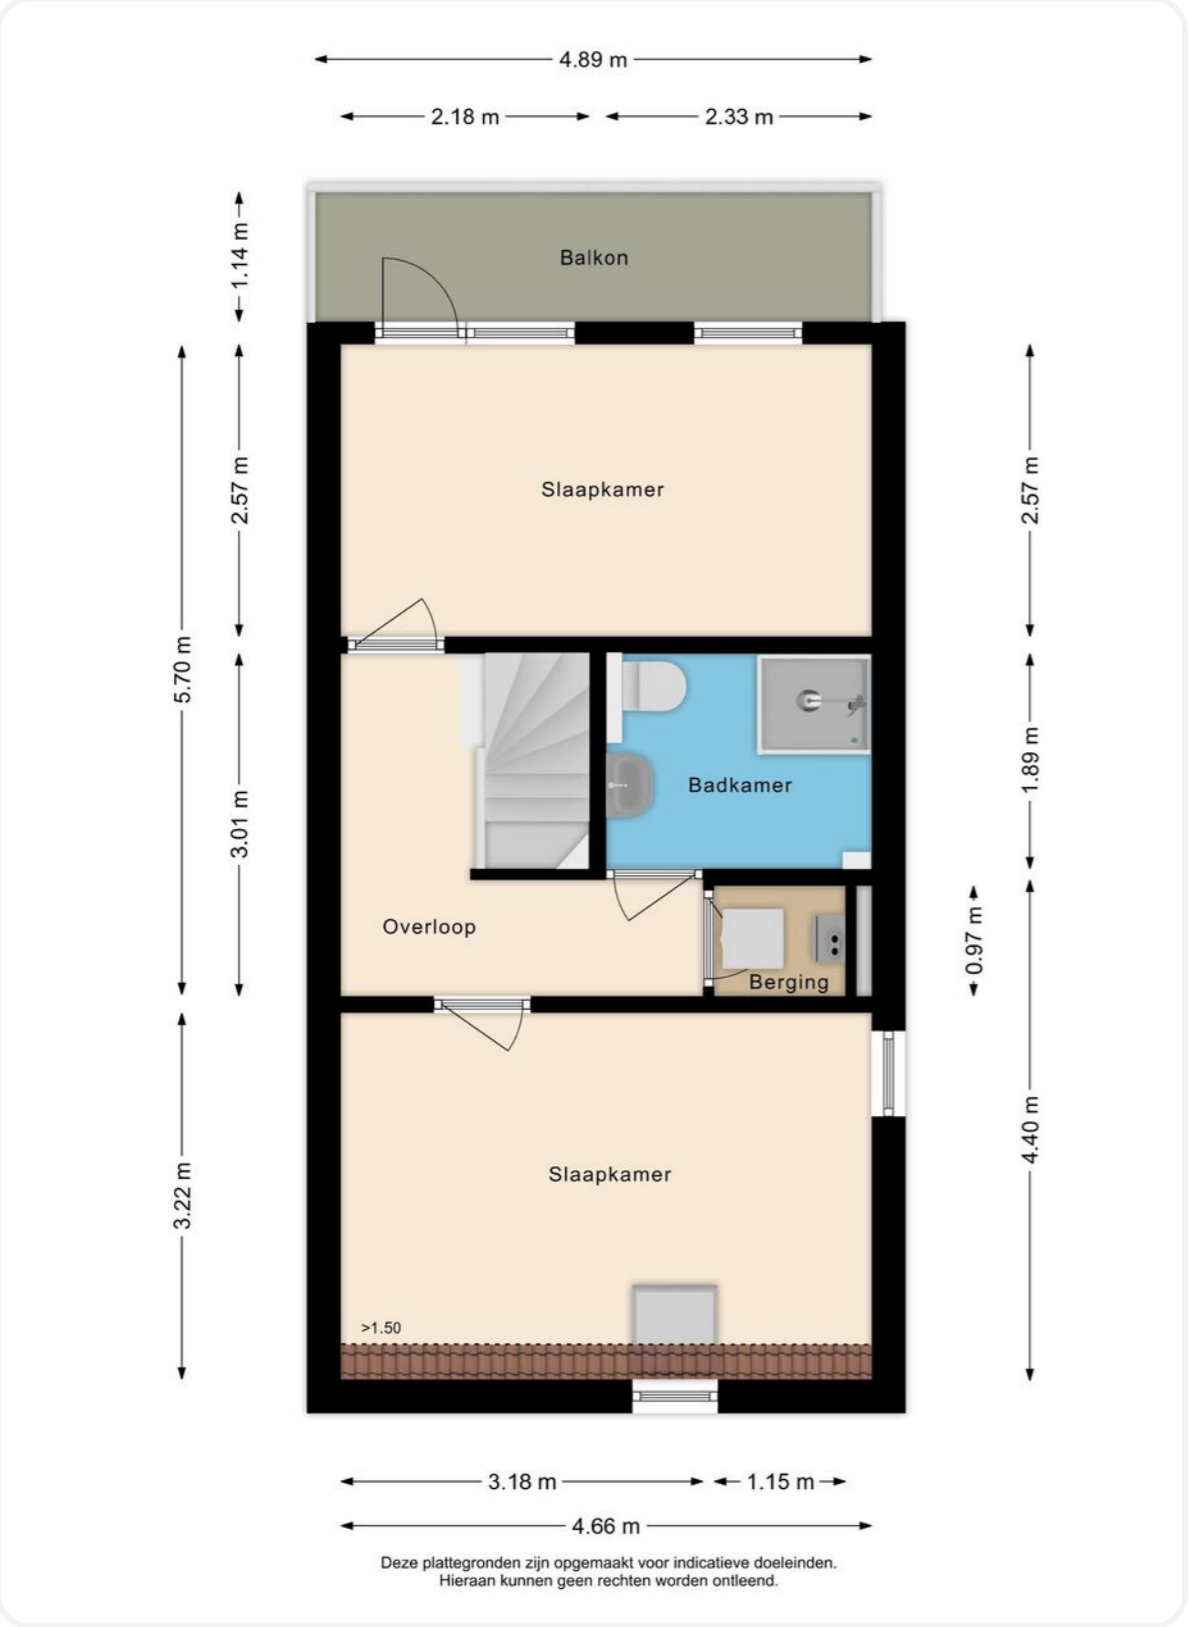 4.89 m
2.18 m
2.33 m
1.14 m
Balkon
2.57 m
Slaapkamer
2.57 m
5.70 m
3.01 m
Badkamer
1.89 m
Overloop
0.97 m
Berging
4.40 m
Slaapkamer
3.22 m
>1.50
3.18 m
1.15 m
4.66 m
Deze plattegronden zijn opgemaakt voor indicatieve doeleinden.
Hieraan kunnen geen rechten worden ontleend.